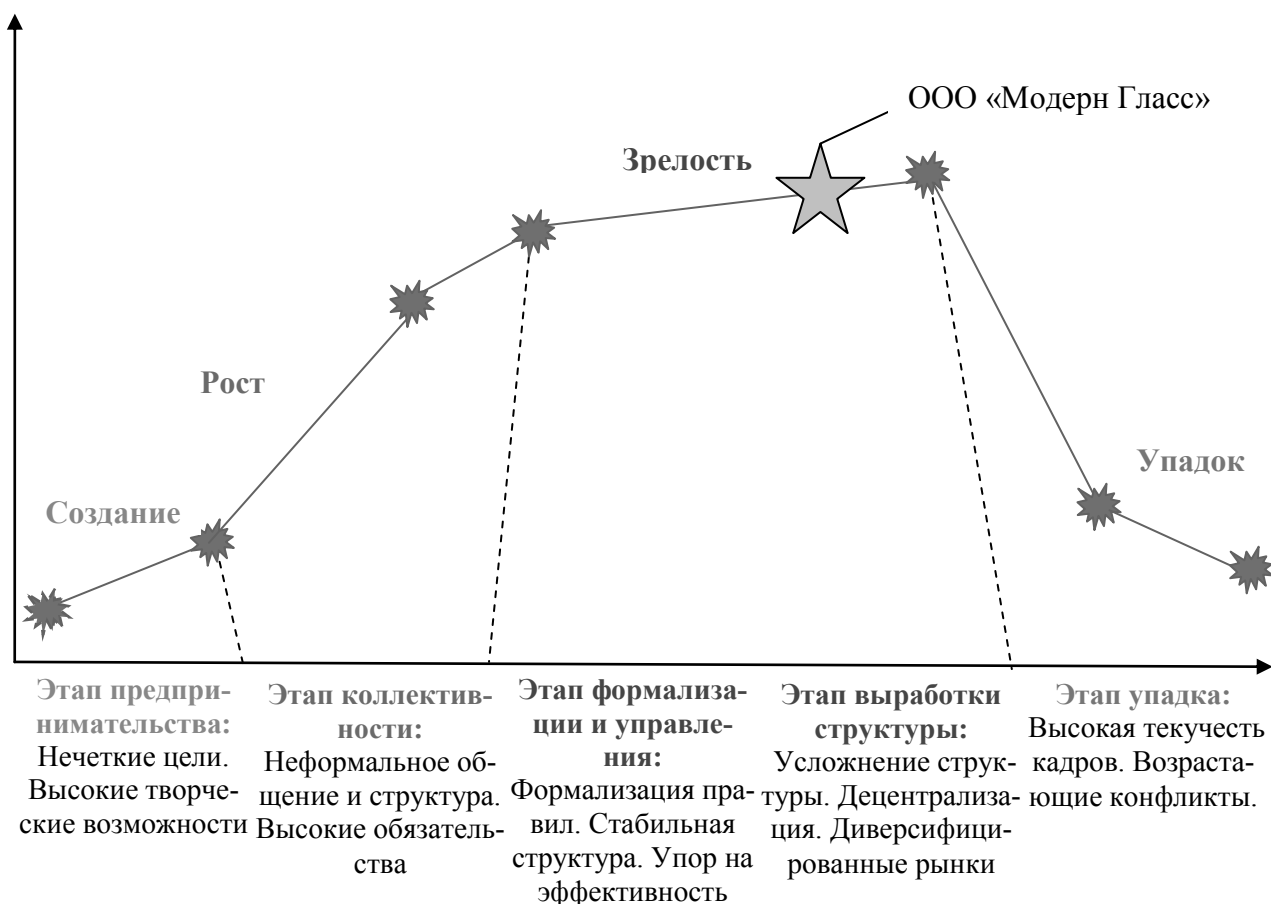 ООО «Модерн Гласс»
Зрелость
Рост
Упадок
Создание
Этап предпри-
нимательства:
Нечеткие цели.
Высокие творче-
ские возможности
Этап коллектив-
ности:
Неформальное об-
щение и структура.
Высокие обязатель-
ства
Этап формализа-
ции и управле-
ния:
Формализация пра-
вил. Стабильная
структура. Упор на
эффективность
Этап выработки
структуры:
Усложнение струк-
туры. Децентрализа-
ция. Диверсифици-
рованные рынки
Этап упадка:
Высокая текучесть
кадров. Возраста-
ющие конфликты.